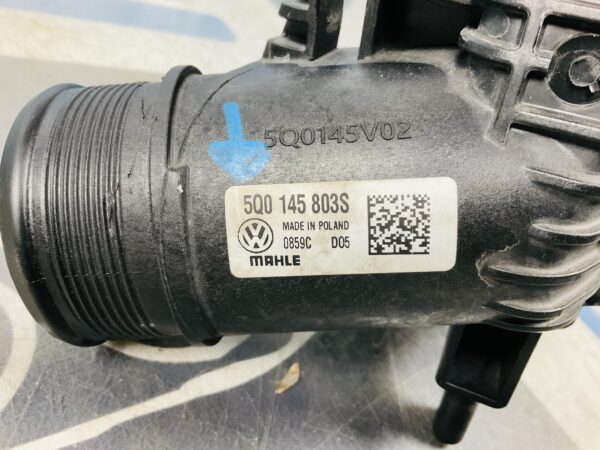 5Q0145V02
5Q0 145 803S
MADE IN POLAND
0859C D05
MAHLE